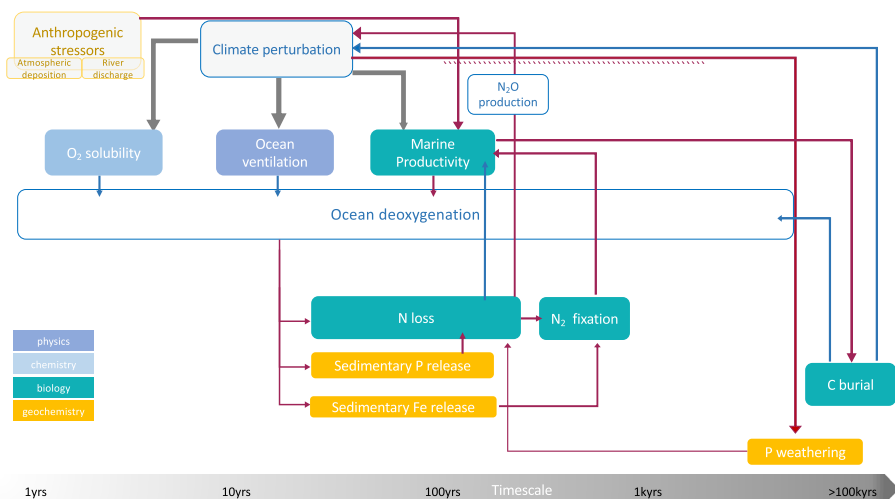 Anthropogenic
stressors
Atmospheric
deposition
River
discharge
Climate perturbation
N₂O
production
O₂ solubility
Ocean
ventilation
Marine
Productivity
Ocean deoxygenation
N loss
N₂ fixation
physics
chemistry
biology
geochemistry
Sedimentary P release
Sedimentary Fe release
C burial
P weathering
1yrs
10yrs
100yrs
Timescale
1kyrs
>100kyrs